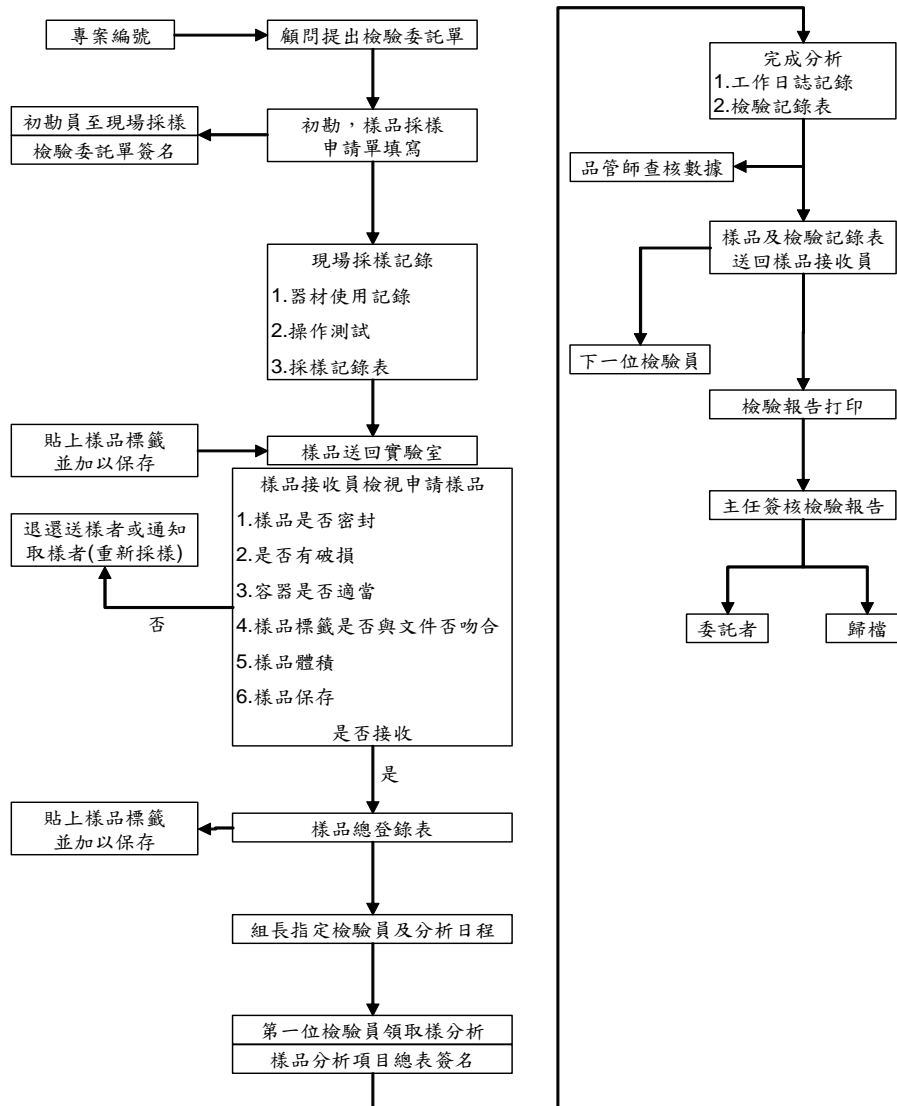 專案編號
顧問提出檢驗委託單
初勘員至現場採樣
檢驗委託單簽名
初勘，樣品採樣
申請單填寫
現場採樣記錄
1.器材使用記錄
2.操作測試
3.採樣記錄表
貼上樣品標籤
並加以保存
樣品送回實驗室
樣品接收員檢視申請樣品
1.樣品是否密封
2.是否有破損
3.容器是否適當
4.樣品標籤是否與文件否吻合
5.樣品體積
6.樣品保存
是否接收
退還送樣者或通知
取樣者(重新採樣)
否
是
貼上樣品標籤
並加以保存
樣品總登錄表
組長指定檢驗員及分析日程
第一位檢驗員領取樣分析
樣品分析項目總表簽名
完成分析
1.工作日誌記錄
2.檢驗記錄表
品管師查核數據
樣品及檢驗記錄表
送回樣品接收員
下一位檢驗員
檢驗報告打印
主任簽核檢驗報告
委託者
歸檔